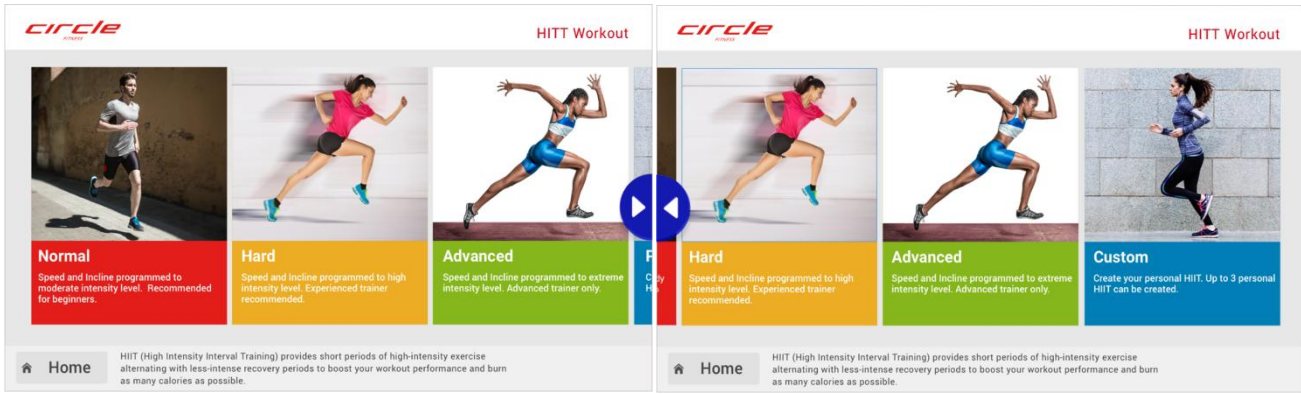 circle
FITNESS
HITT Workout
Normal
Speed and Incline programmed to
moderate intensity level. Recommended
for beginners.
Hard
Speed and Incline programmed to high
intensity level. Experienced trainer
recommended.
Advanced
Speed and Incline programmed to extreme
intensity level. Advanced trainer only.
Home
HIIT (High Intensity Interval Training) provides short periods of high-intensity exercise
alternating with less-intense recovery periods to boost your workout performance and burn
as many calories as possible.
circle
FITNESS
HITT Workout
Hard
Speed and Incline programmed to high
intensity level. Experienced trainer
recommended.
Advanced
Speed and Incline programmed to extreme
intensity level. Advanced trainer only.
Custom
Create your personal HIIT. Up to 3 personal
HIIT can be created.
Home
HIIT (High Intensity Interval Training) provides short periods of high-intensity exercise
alternating with less-intense recovery periods to boost your workout performance and burn
as many calories as possible.